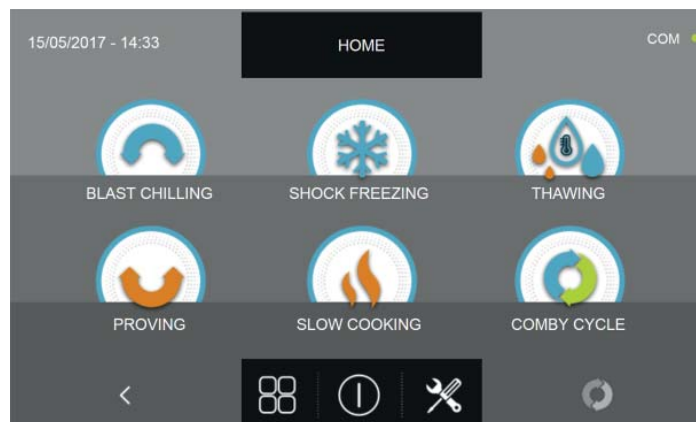 15/05/2017 - 14:33
HOME
COM
BLAST CHILLING
SHOCK FREEZING
THAWING
PROVING
SLOW COOKING
COMBY CYCLE